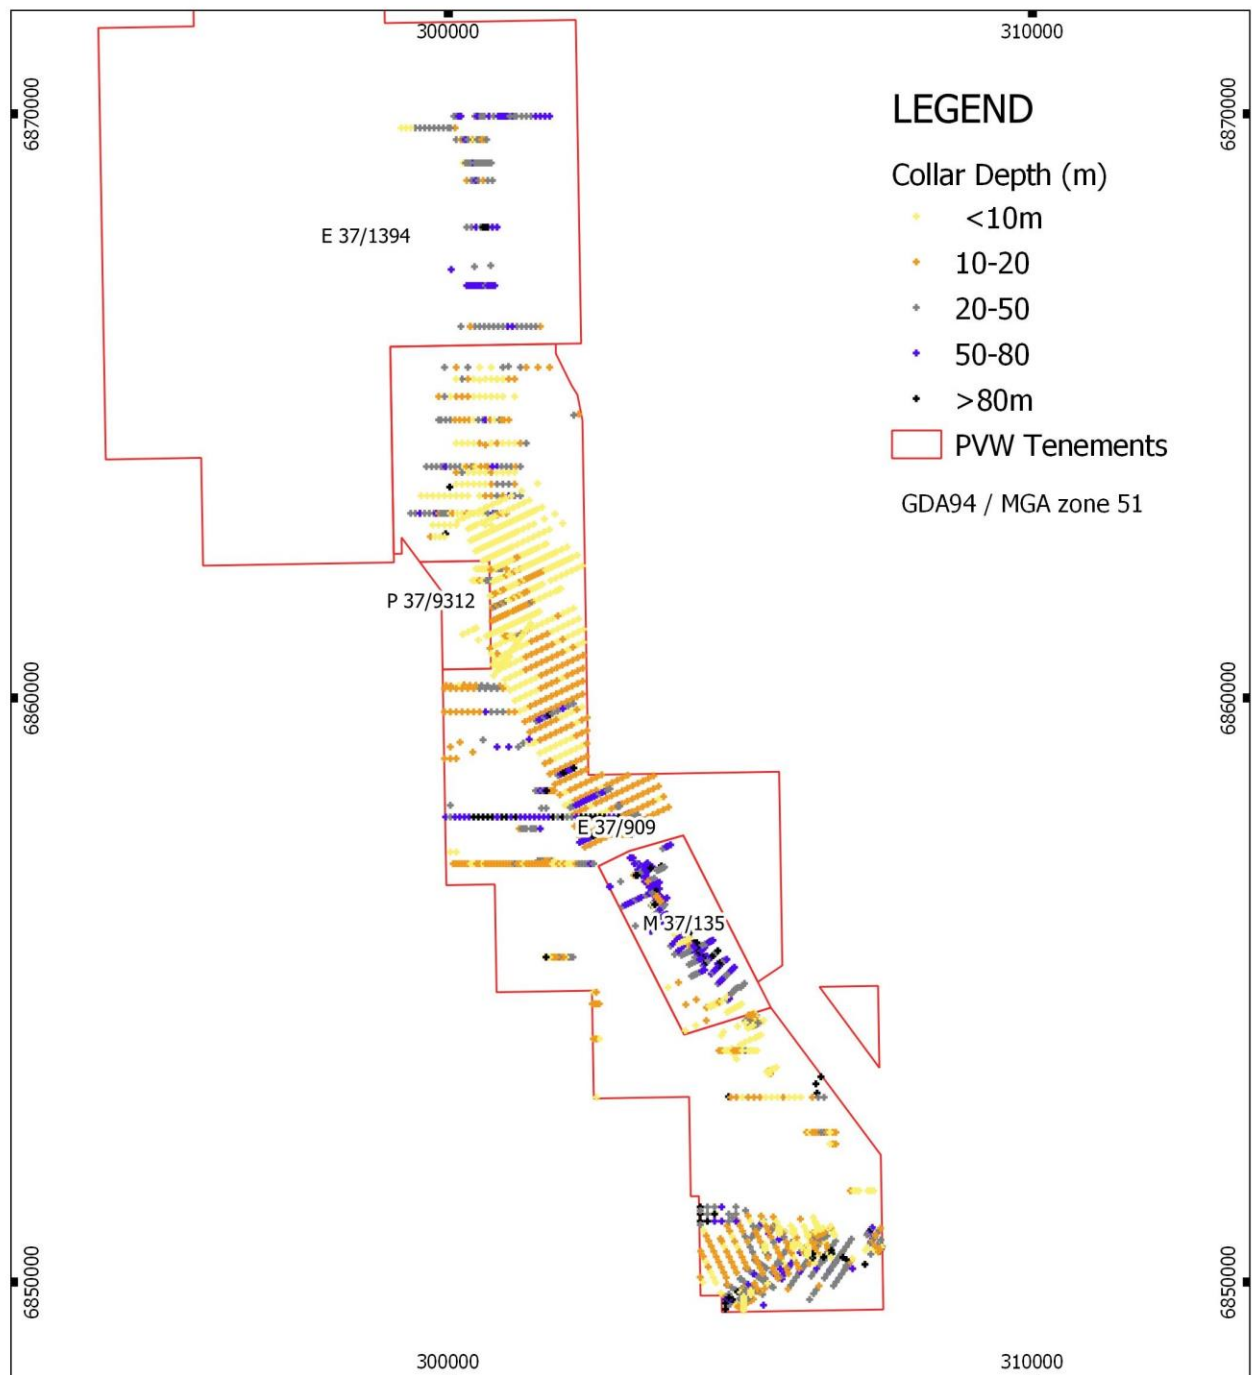 300000
310000
6870000
6870000
LEGEND
Collar Depth (m)
<10m
10-20
20-50
50-80
>80m
PVW Tenements
GDA94 / MGA zone 51
E 37/1394
P 37/9312
6860000
6860000
E 37/909
M 37/135
6850000
6850000
300000
310000